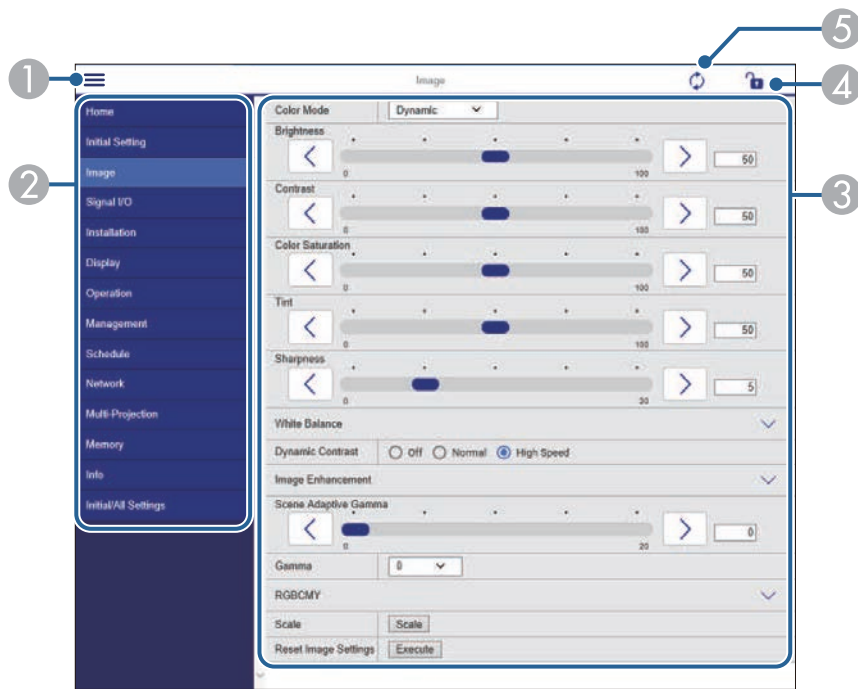 5
1
Image
4
Home
Initial Setting
Image
2
Signal I/O
Installation
Display
Operation
Management
Schedule
Network
Multi-Projection
Memory
Info
Initial/All Settings
Color Mode Dynamic
Brightness
0 100 50
Contrast
0 100 50
3
Color Saturation
0 100 50
Tint
0 100 50
Sharpness
0 20 5
White Balance
Dynamic Contrast Off Normal High Speed
Image Enhancement
Scene Adaptive Gamma
0 20 0
Gamma 0
RGBCMY
Scale Scale
Reset Image Settings Execute